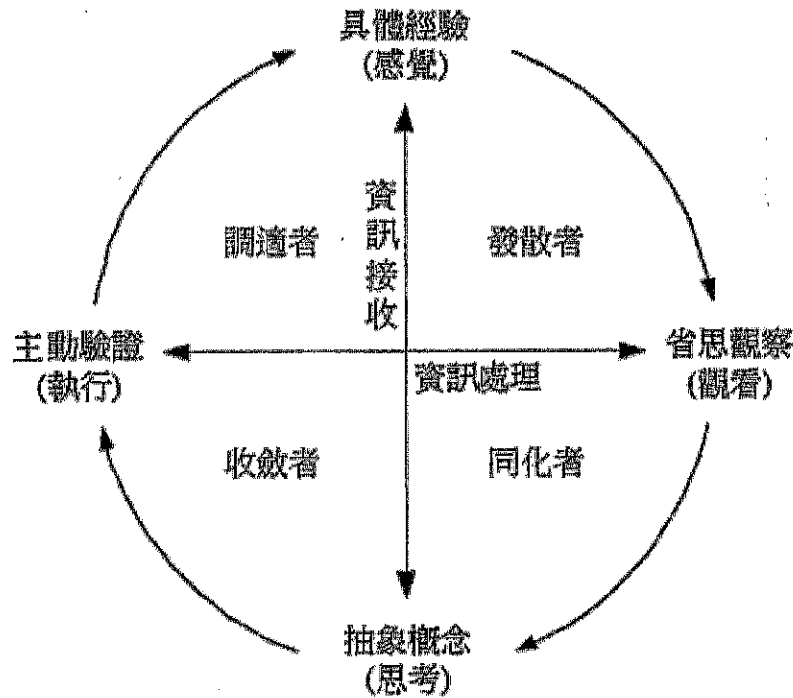 具體經驗
(感覺)
資訊接收
調適者
發散者
主動驗證
(執行)
省思觀察
(觀看)
資訊處理
收斂者
同化者
抽象概念
(思考)